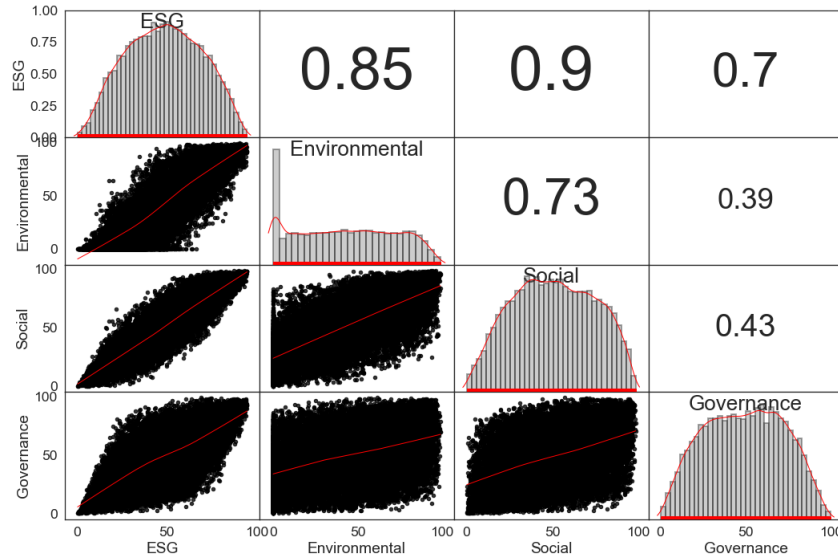 1.00
ESG
0.85
0.9
0.7
ESG
0.75
0.50
0.25
0.00
100
Environmental
0.73
0.39
Environmental
50
0
100
Social
0.43
Social
50
0
100
Governance
Governance
50
0
0 50 100 0 50 100 0 50 100 0 50 100
ESG Environmental Social Governance